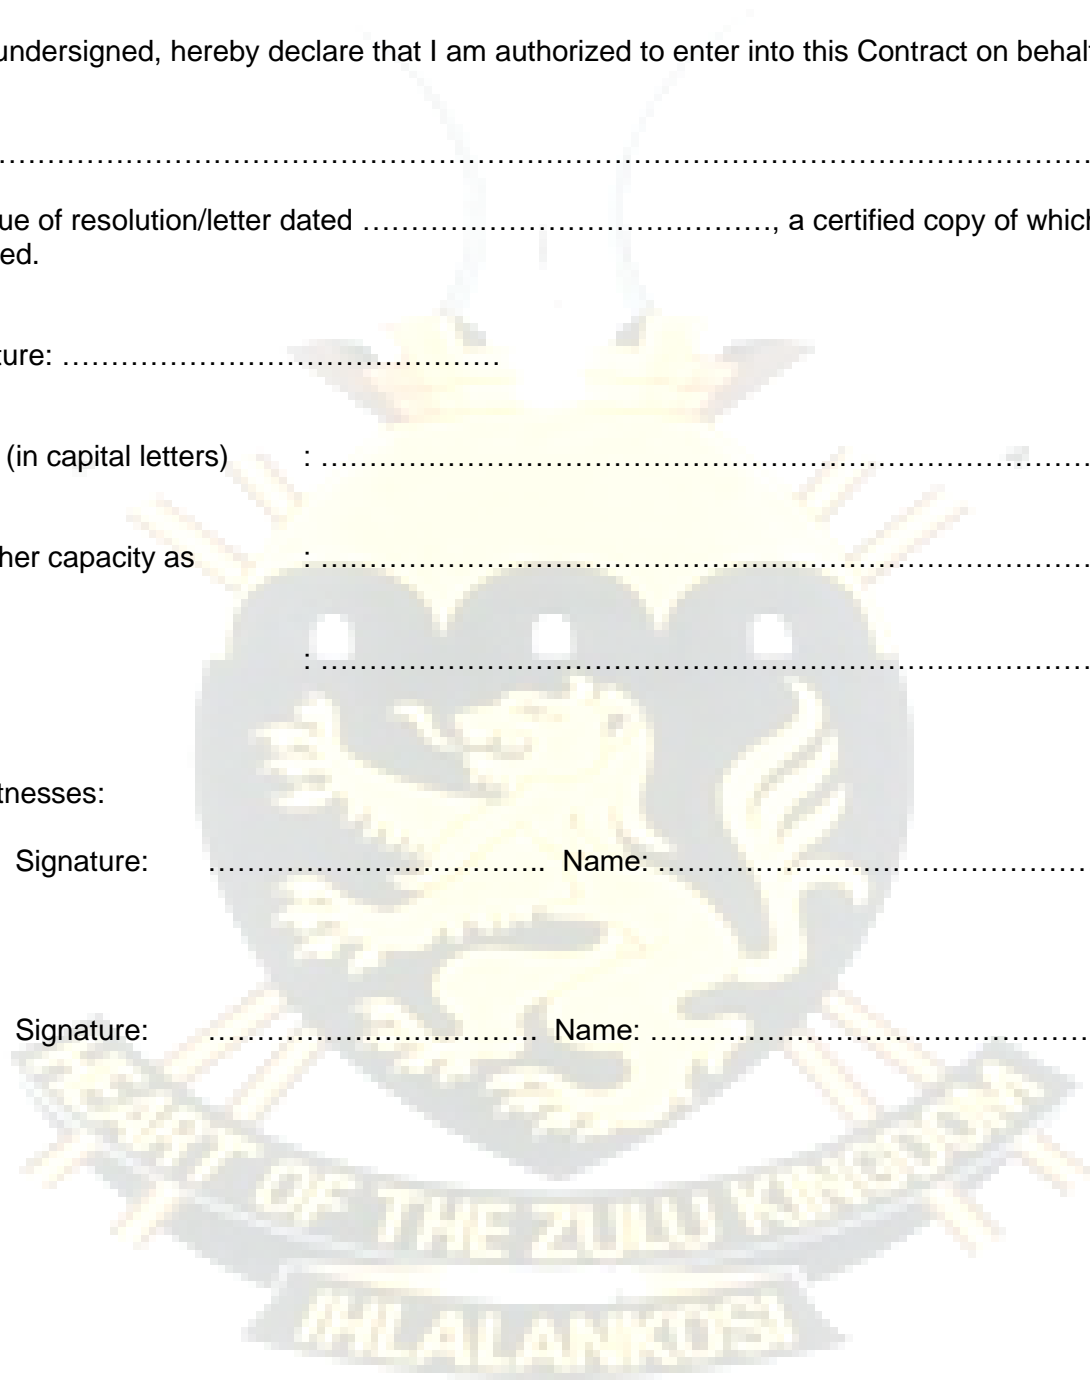 undersigned, hereby declare that I am authorized to enter into this Contract on behalf
………………………………………………………………………………………………………
ue of resolution/letter dated ……………………………………, a certified copy of which
ed.
ture: ………………………………………
(in capital letters) : ………………………………………………………………………
her capacity as : ………………………………………………………………………
: ………………………………………………………………………
tnesses:
Signature: …………………………….. Name: ………………………………………
Signature: ……………………………. Name: ………………………………………
HEART OF THE ZULU KINGDOM
IHLALANKOSI